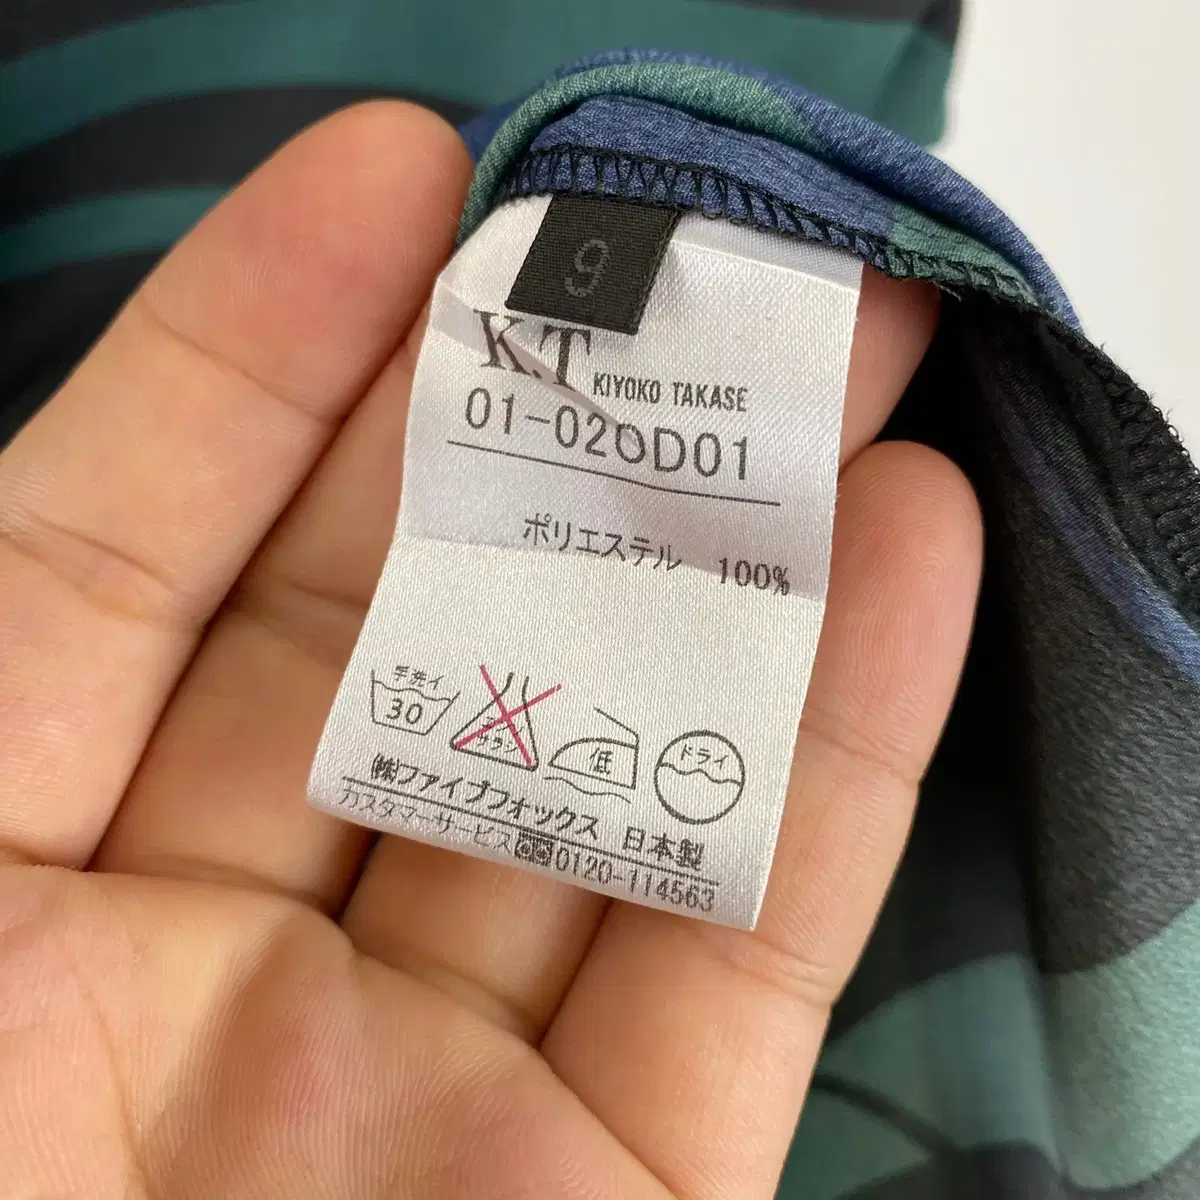 9
K.T KIYOKO TAKASE
01-020D01
ポリエステル 100%
手洗イ
30
低
ドライ
㈱ファイブフォックス 日本製
カスタマーサービス 0120-114563